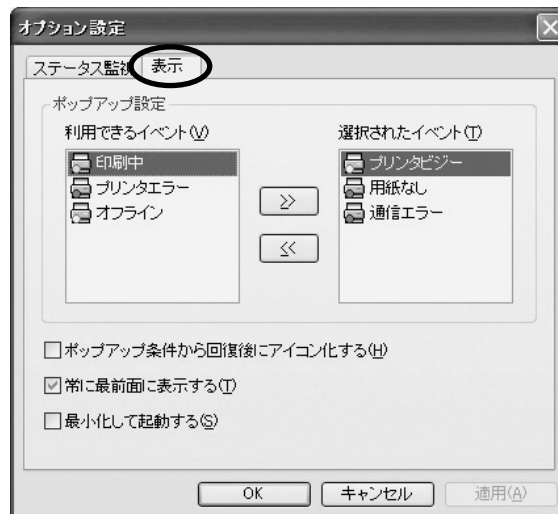 オプション設定
ステータス監視 表示
ポップアップ設定
利用できるイベント(V)
印刷中
プリンタエラー
オフライン
>>
<<
選択されたイベント(T)
プリンタビジー
用紙なし
通信エラー
ポップアップ条件から回復後にアイコン化する(H)
常に最前面に表示する(T)
最小化して起動する(S)
OK キャンセル 適用(A)